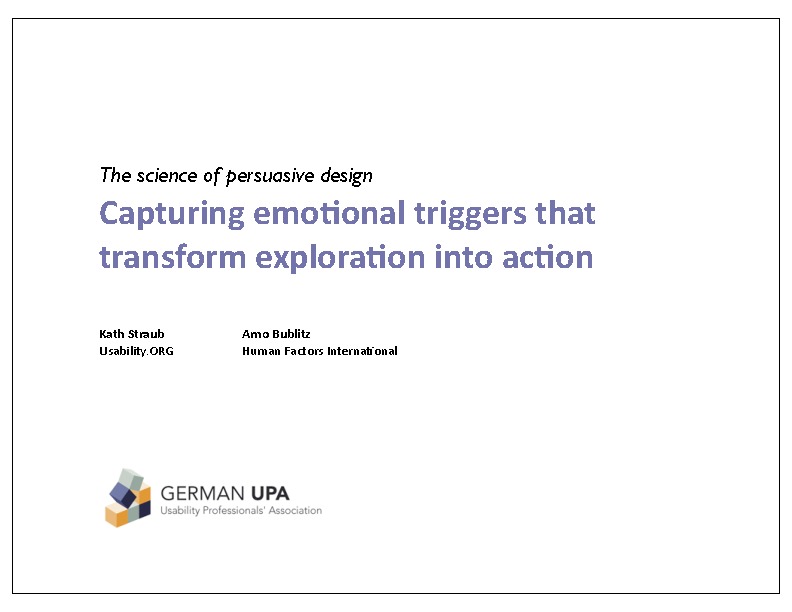 The science of persuasive design
Capturing emotional triggers that
transform exploration into action
Kath Straub
Usability.ORG
Arno Bublitz
Human Factors International
GERMAN UPA
Usability Professionals' Association